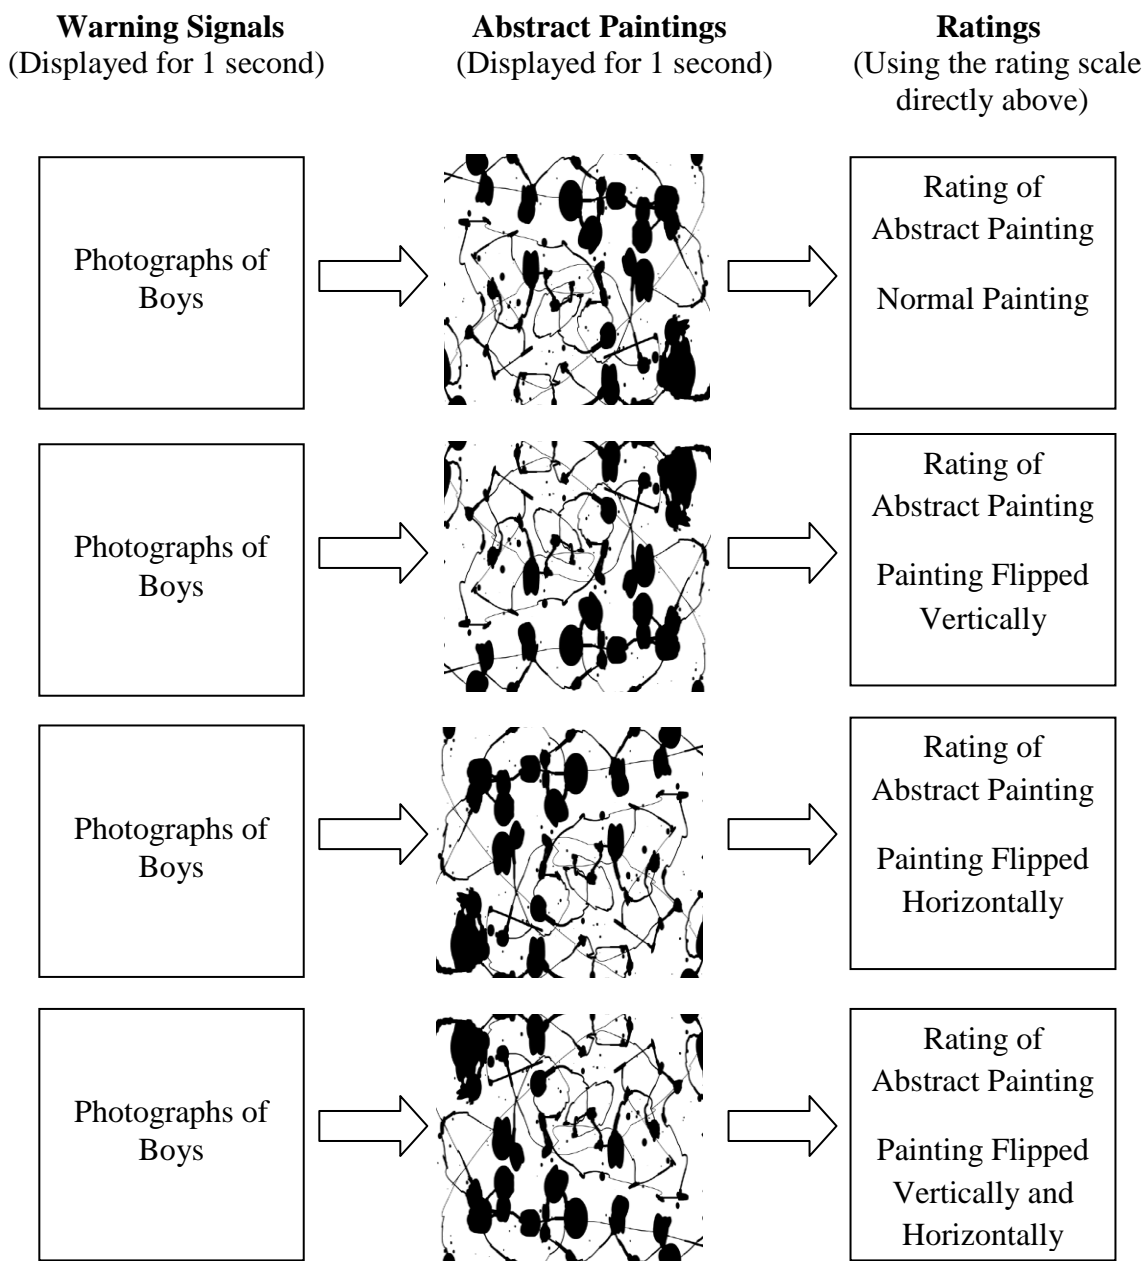 Warning Signals
(Displayed for 1 second)
Abstract Paintings
(Displayed for 1 second)
Ratings
(Using the rating scale
directly above)
Photographs of
Boys
Rating of
Abstract Painting
Normal Painting
Photographs of
Boys
Rating of
Abstract Painting
Painting Flipped
Vertically
Photographs of
Boys
Rating of
Abstract Painting
Painting Flipped
Horizontally
Photographs of
Boys
Rating of
Abstract Painting
Painting Flipped
Vertically and
Horizontally